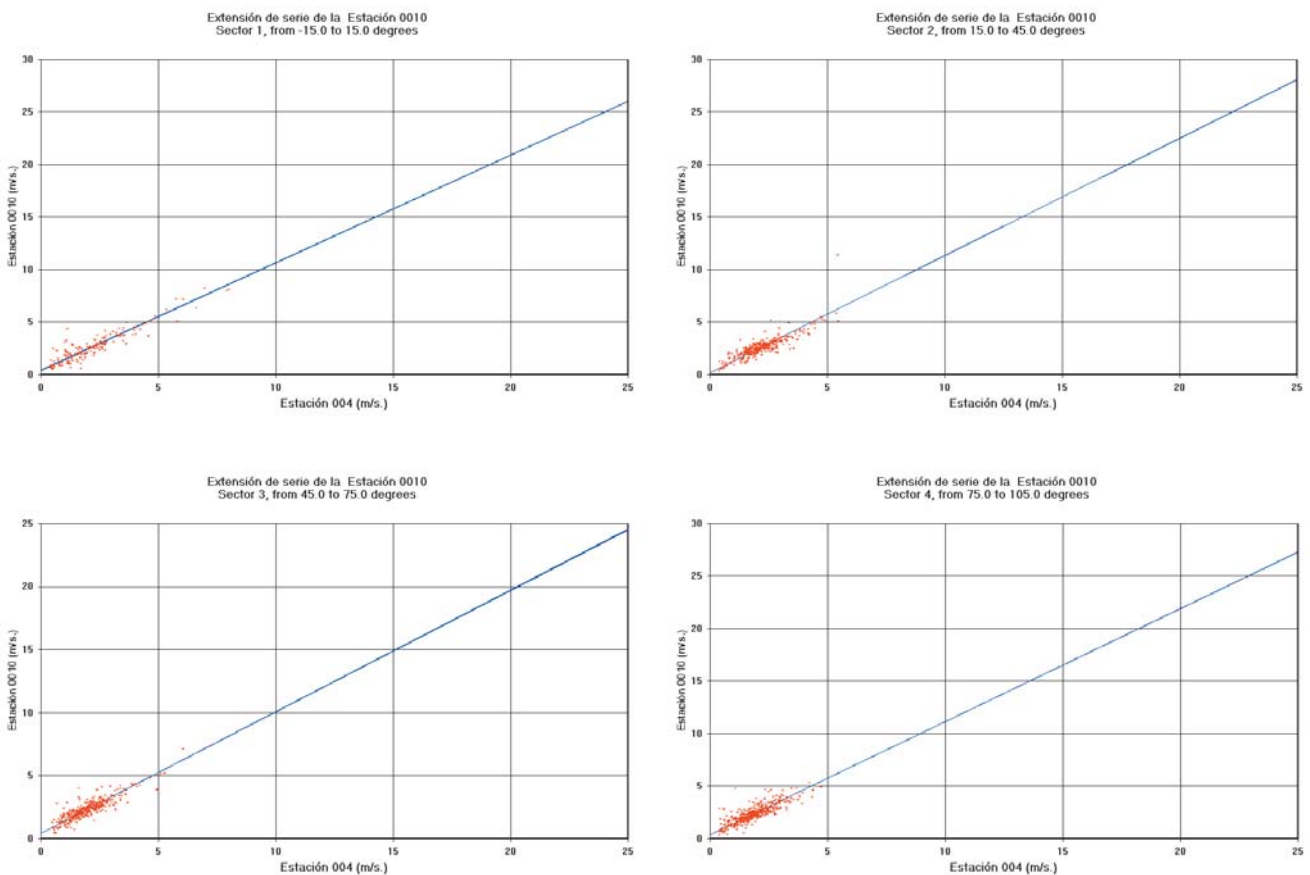 Extensión de serie de la Estación 0010
Sector 1, from -15.0 to 15.0 degrees
30
25
20
15
10
5
0
Estación 0010 (m/s.)
0 5 10 15 20 25
Estación 004 (m/s.)
Extensión de serie de la Estación 0010
Sector 2, from 15.0 to 45.0 degrees
30
25
20
15
10
5
0
Estación 0010 (m/s.)
0 5 10 15 20 25
Estación 004 (m/s.)
Extensión de serie de la Estación 0010
Sector 3, from 45.0 to 75.0 degrees
25
20
15
10
5
0
Estación 0010 (m/s.)
0 5 10 15 20 25
Estación 004 (m/s.)
Extensión de serie de la Estación 0010
Sector 4, from 75.0 to 105.0 degrees
30
25
20
15
10
5
0
Estación 0010 (m/s.)
0 5 10 15 20 25
Estación 004 (m/s.)